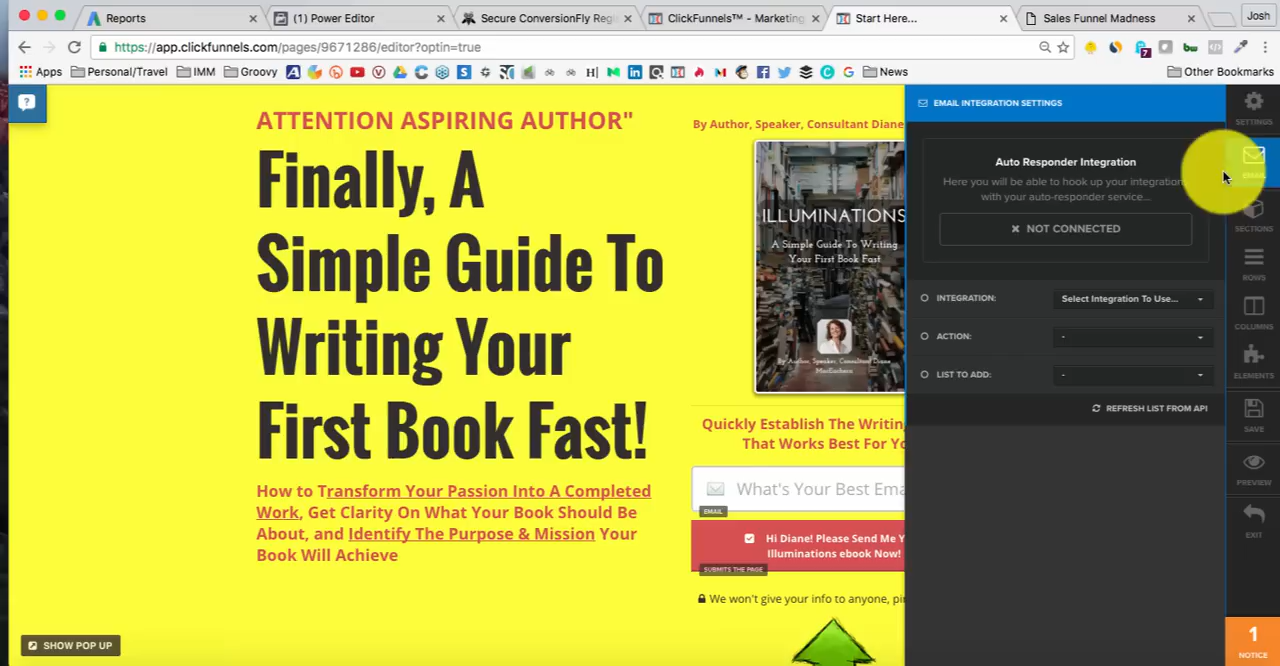 Reports
(1) Power Editor
Secure ConversionFly Regi
ClickFunnels™ - Marketing
Start Here...
Sales Funnel Madness
Josh
https://app.clickfunnels.com/pages/9671286/editor?optin=true
Apps
Personal/Travel
IMM
Groovy
News
Other Bookmarks
ATTENTION ASPIRING AUTHOR"
Finally, A
Simple Guide To
Writing Your
First Book Fast!
How to Transform Your Passion Into A Completed
Work, Get Clarity On What Your Book Should Be
About, and Identify The Purpose & Mission Your
Book Will Achieve
By Author, Speaker, Consultant Diane
ILLUMINATIONS
A Simple Guide To Writing
Your First Book Fast
By Author, Speaker, Consultant Diane
Quickly Establish The Writing
That Works Best For Yo
What's Your Best Ema
EMAIL
Hi Diane! Please Send Me Y
Illuminations ebook Now!
SUBMITS THE PAGE
We won't give your info to anyone, pi
SHOW POP UP
EMAIL INTEGRATION SETTINGS
Auto Responder Integration
Here you will be able to hook up your integration
with your auto-responder service...
NOT CONNECTED
INTEGRATION:
Select Integration To Use...
ACTION:
-
LIST TO ADD:
-
REFRESH LIST FROM API
SETTINGS
EMAIL
SECTIONS
ROWS
COLUMNS
ELEMENTS
SAVE
PREVIEW
EXIT
1
NOTICE